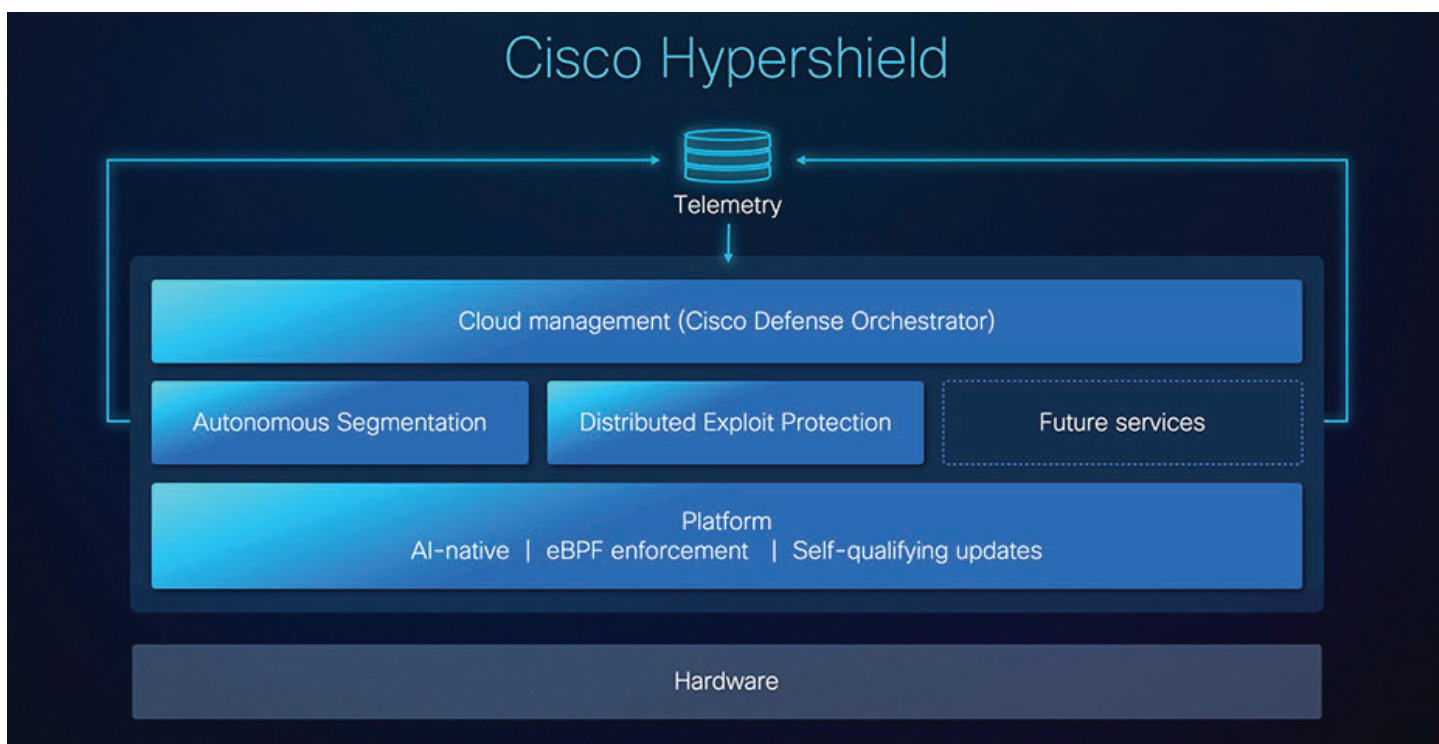 Cisco Hypershield
Telemetry
Cloud management (Cisco Defense Orchestrator)
Autonomous Segmentation
Distributed Exploit Protection
Future services
Platform
AI-native | eBPF enforcement | Self-qualifying updates
Hardware